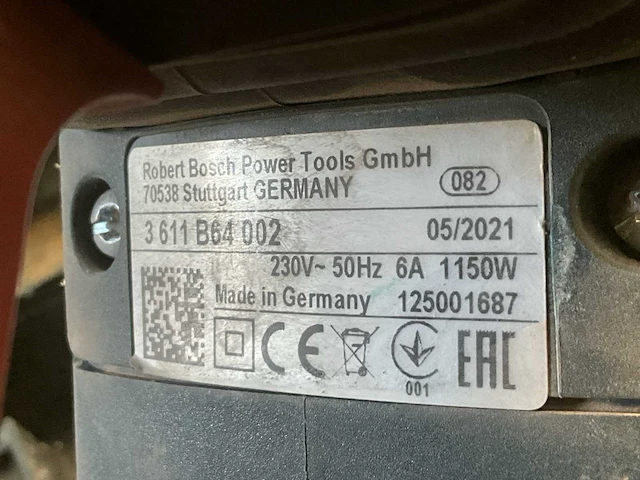 Robert Bosch Power Tools GmbH
70538 Stuttgart GERMANY 082
3 611 B64 002 05/2021
230V~ 50Hz 6A 1150W
Made in Germany 125001687
CE 001 EAC